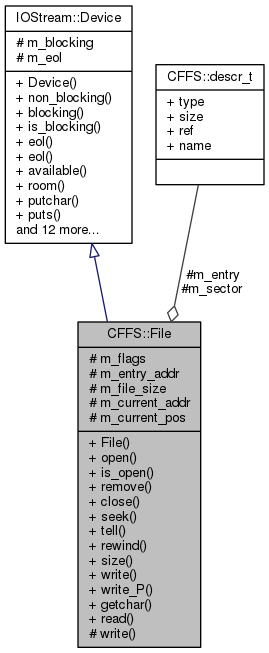 IOStream::Device
# m_blocking
# m_eol
+ Device()
+ non_blocking()
+ blocking()
+ is_blocking()
+ eol()
+ eol()
+ available()
+ room()
+ putchar()
+ puts()
and 12 more...
CFFS::descr_t
+ type
+ size
+ ref
+ name
#m_entry
#m_sector
CFFS::File
# m_flags
# m_entry_addr
# m_file_size
# m_current_addr
# m_current_pos
+ File()
+ open()
+ is_open()
+ remove()
+ close()
+ seek()
+ tell()
+ rewind()
+ size()
+ write()
+ write_P()
+ getchar()
+ read()
# write()